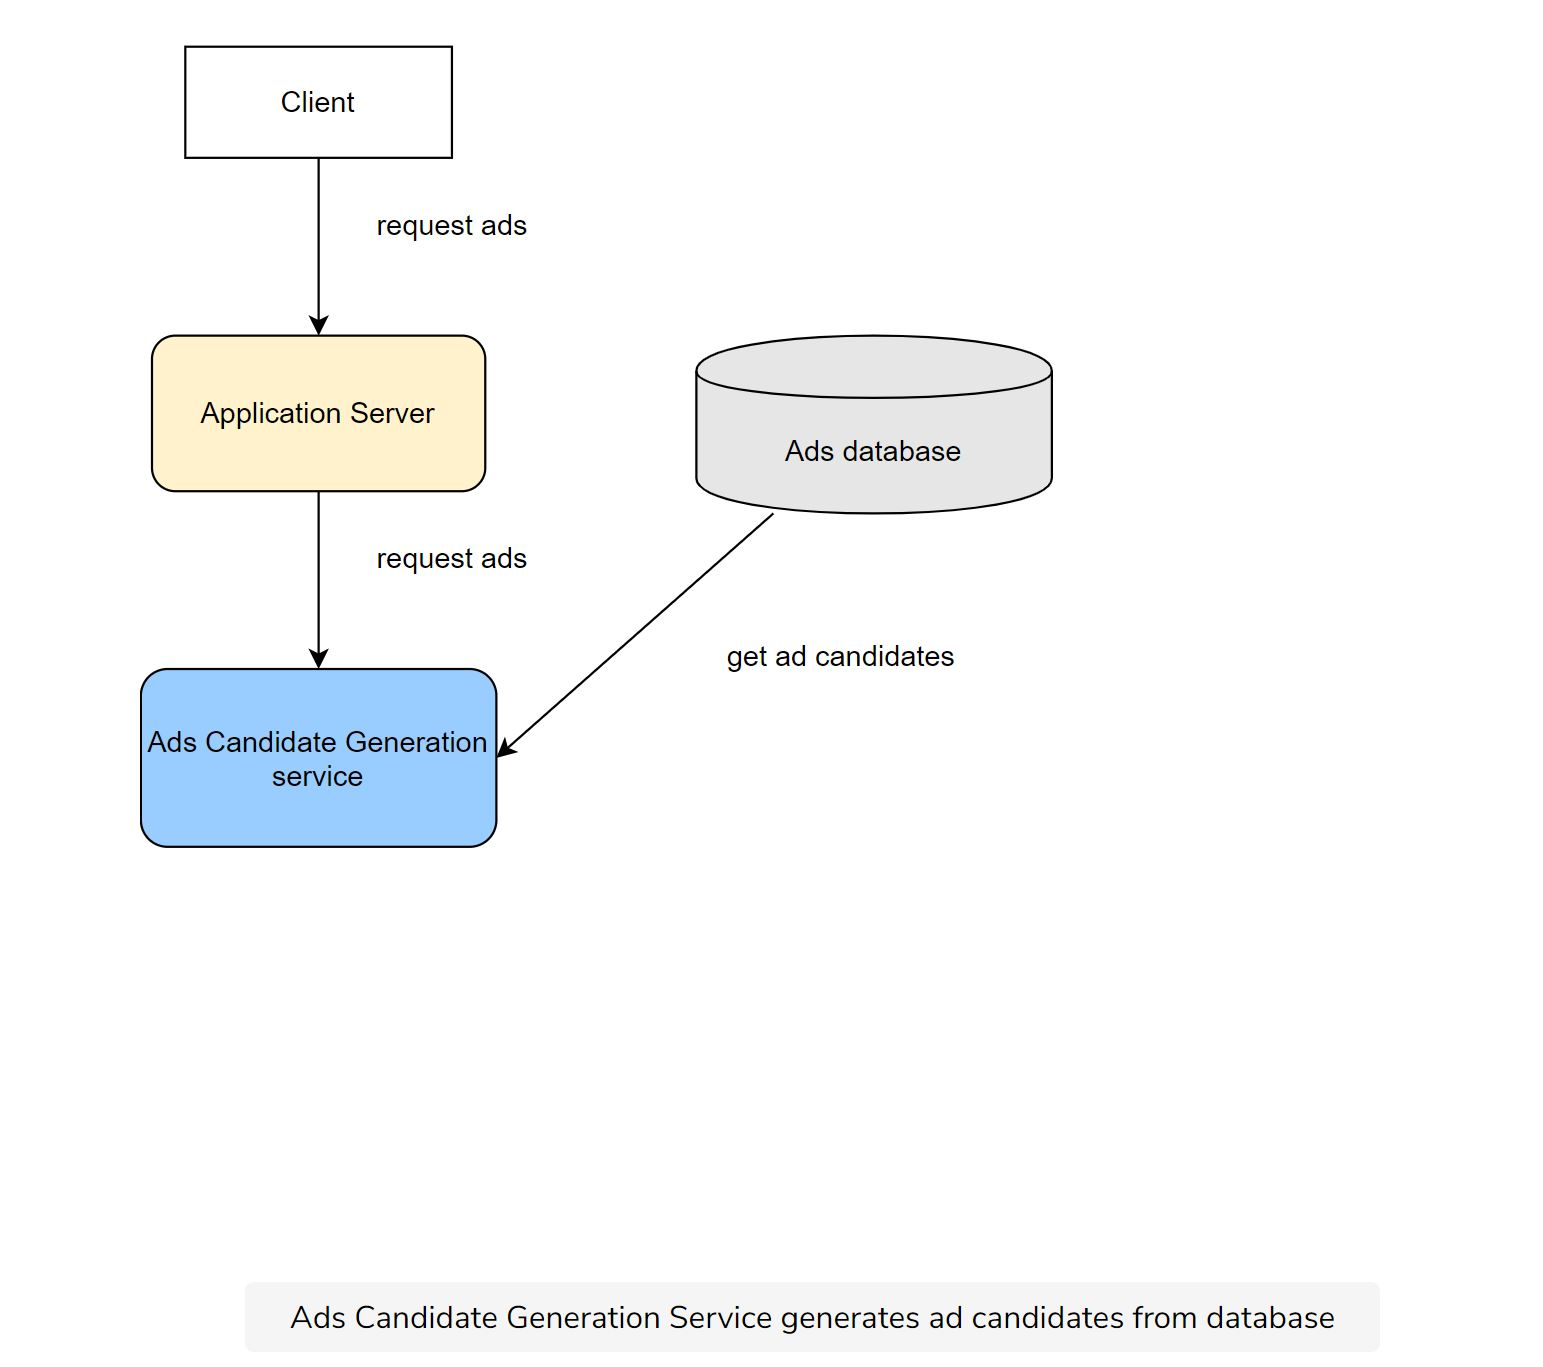 Client
request ads
Application Server
Ads database
request ads
get ad candidates
Ads Candidate Generation
service
Ads Candidate Generation Service generates ad candidates from database